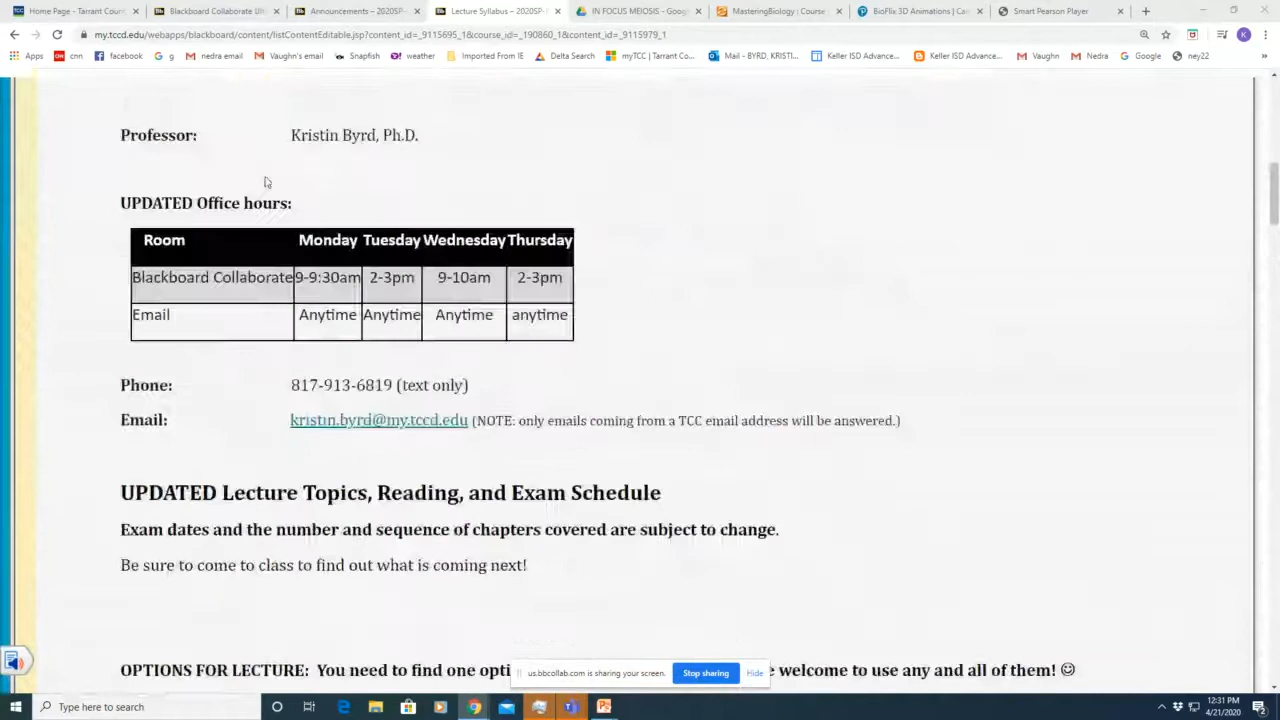 Home Page - Tarrant Count
Blackboard Collaborate Ult
Announcements – 2020SP-
Lecture Syllabus – 2020SP-
IN FOCUS MEIOSIS - Goog
MasteringBiology | Course
BioFlix 3D Animations | Ca
Smart Pearson Player
my.tccd.edu/webapps/blackboard/content/listContentEditable.jsp?content_id=_9115695_1&course_id=_190860_1&content_id=_9115979_1
K
Apps cnn facebook g nedra email Vaughn's email Snapfish weather Imported From IE Delta Search myTCC | Tarrant Co... Mail - BYRD, KRISTI... Keller ISD Advance... Keller ISD Advance... Vaughn Nedra Google ney22 »
Professor: Kristin Byrd, Ph.D.
UPDATED Office hours:
Room Monday Tuesday Wednesday Thursday
Blackboard Collaborate 9-9:30am 2-3pm 9-10am 2-3pm
Email Anytime Anytime Anytime anytime
Phone: 817-913-6819 (text only)
Email: kristin.byrd@my.tccd.edu (NOTE: only emails coming from a TCC email address will be answered.)
UPDATED Lecture Topics, Reading, and Exam Schedule
Exam dates and the number and sequence of chapters covered are subject to change.
Be sure to come to class to find out what is coming next!
OPTIONS FOR LECTURE: You need to find one opti
e welcome to use any and all of them! ☺
us.bbcollab.com is sharing your screen. Stop sharing Hide
Type here to search
12:31 PM
4/21/2020
2